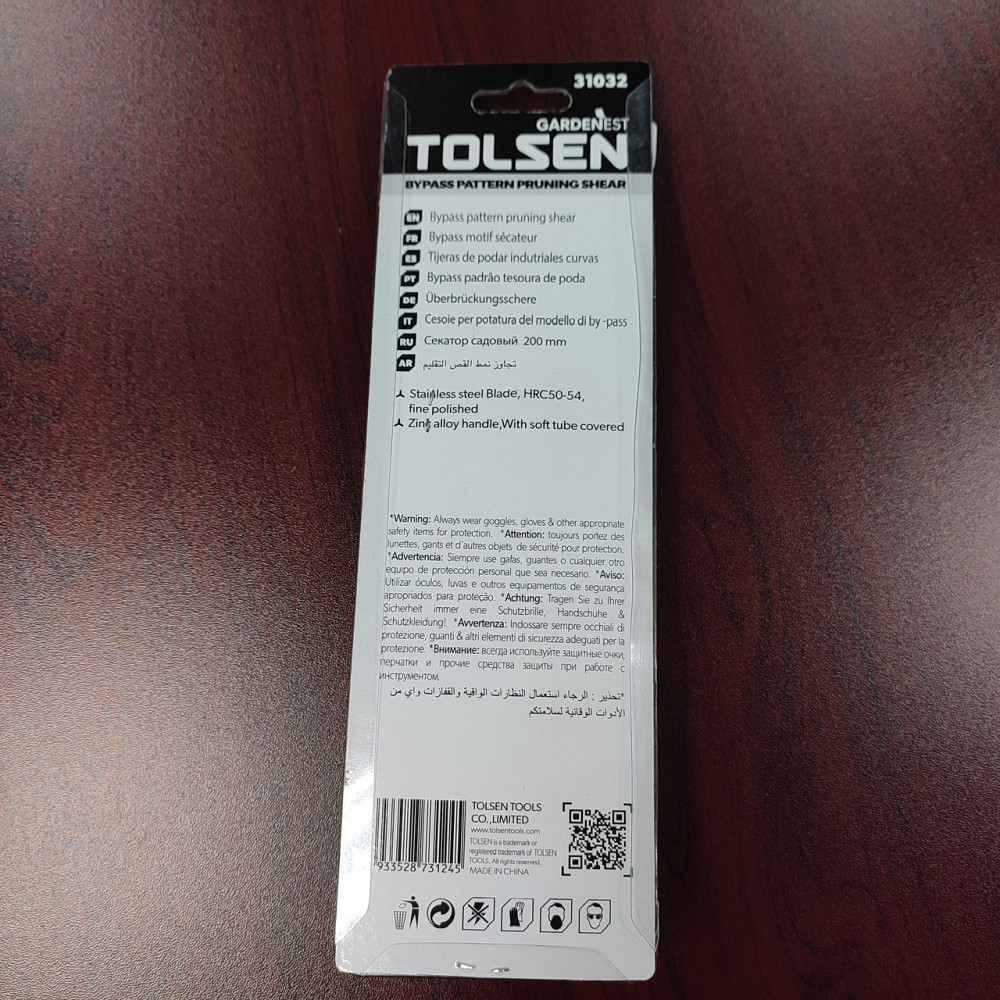 31032
GARDENEST
TOLSEN
BYPASS PATTERN PRUNING SHEAR
EN Bypass pattern pruning shear
FR Bypass motif sécateur
ES Tijeras de podar indutriales curvas
PT Bypass padrão tesoura de poda
DE Überbrückungsschere
IT Cesoie per potatura del modello di by -pass
RU Секатор садовый 200 mm
AR تجاوز نمط القص التقليم
Stainless steel Blade, HRC50-54,
fine polished
Zinc alloy handle,With soft tube covered
*Warning: Always wear goggles, gloves & other appropriate
safety items for protection. *Attention: toujours portez des
lunettes, gants et d'autres objets de sécurité pour protection.
*Advertencia: Siempre use gafas, guantes o cualquier otro
equipo de protección personal que sea necesario. *Aviso:
Utilizar óculos, luvas e outros equipamentos de segurança
apropriados para proteção. *Achtung: Tragen Sie zu Ihrer
Sicherheit immer eine Schutzbrille, Handschuhe &
Schutzkleidung! *Avvertenza: Indossare sempre occhiali di
protezione, guanti & altri elementi di sicurezza adeguati per la
protezione. *Внимание: всегда используйте защитные очки,
перчатки и прочие средства защиты при работе с
инструментом.
*تحذير : الرجاء استعمال النظارات الواقية والقفازات واي من
الأدوات الوقائية لسلامتكم
TOLSEN TOOLS
CO.,LIMITED
www.tolsentools.com
TOLSEN is a trademark or
registered trademark of TOLSEN
TOOLS. All rights reserved.
MADE IN CHINA
933528 731245